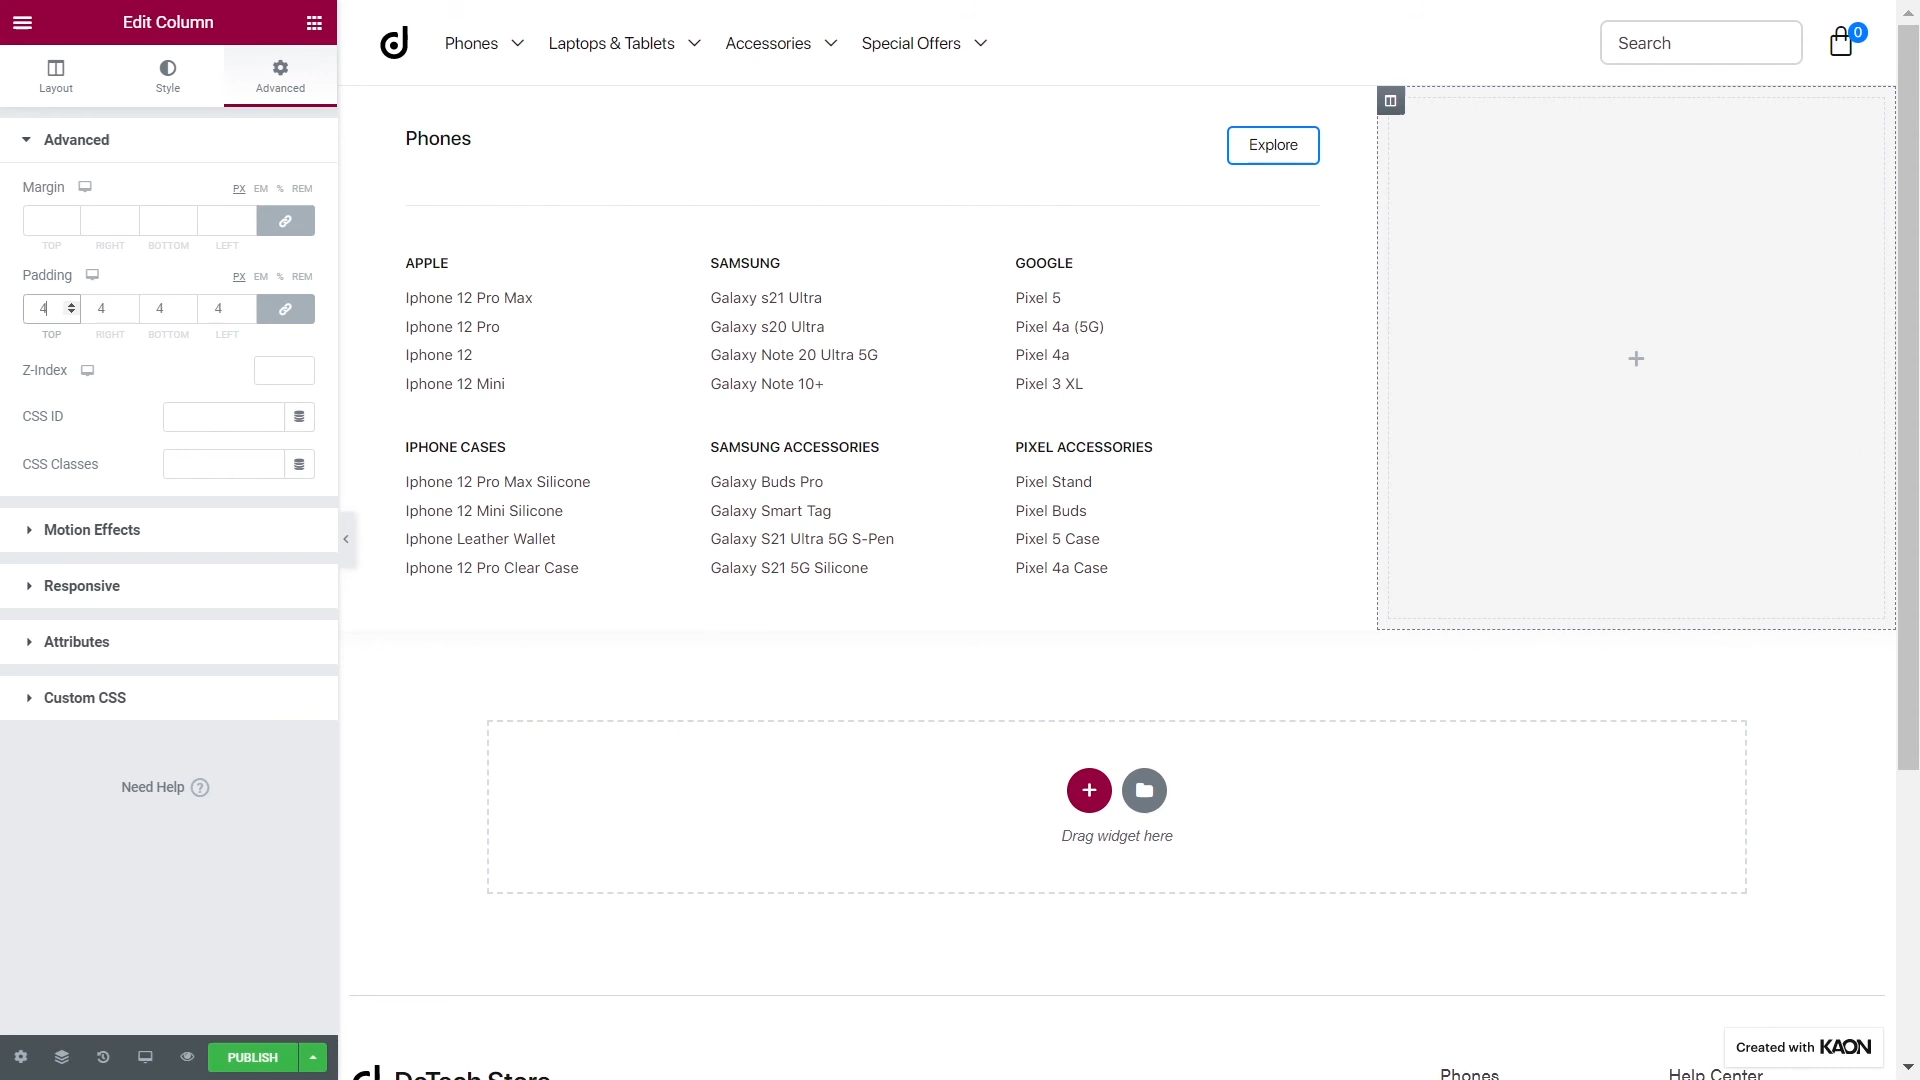 Edit Column
Layout
Style
Advanced
Advanced
Margin
PX EM % REM
TOP RIGHT BOTTOM LEFT
Padding
PX EM % REM
4 4 4 4
TOP RIGHT BOTTOM LEFT
Z-Index
CSS ID
CSS Classes
Motion Effects
Responsive
Attributes
Custom CSS
Need Help ?
PUBLISH
Phones
Laptops & Tablets
Accessories
Special Offers
Search
0
Phones
Explore
APPLE
Iphone 12 Pro Max
Iphone 12 Pro
Iphone 12
Iphone 12 Mini
SAMSUNG
Galaxy s21 Ultra
Galaxy s20 Ultra
Galaxy Note 20 Ultra 5G
Galaxy Note 10+
GOOGLE
Pixel 5
Pixel 4a (5G)
Pixel 4a
Pixel 3 XL
IPHONE CASES
Iphone 12 Pro Max Silicone
Iphone 12 Mini Silicone
Iphone Leather Wallet
Iphone 12 Pro Clear Case
SAMSUNG ACCESSORIES
Galaxy Buds Pro
Galaxy Smart Tag
Galaxy S21 Ultra 5G S-Pen
Galaxy S21 5G Silicone
PIXEL ACCESSORIES
Pixel Stand
Pixel Buds
Pixel 5 Case
Pixel 4a Case
Drag widget here
Created with KAON
DeTech Store
Phones
Help Center